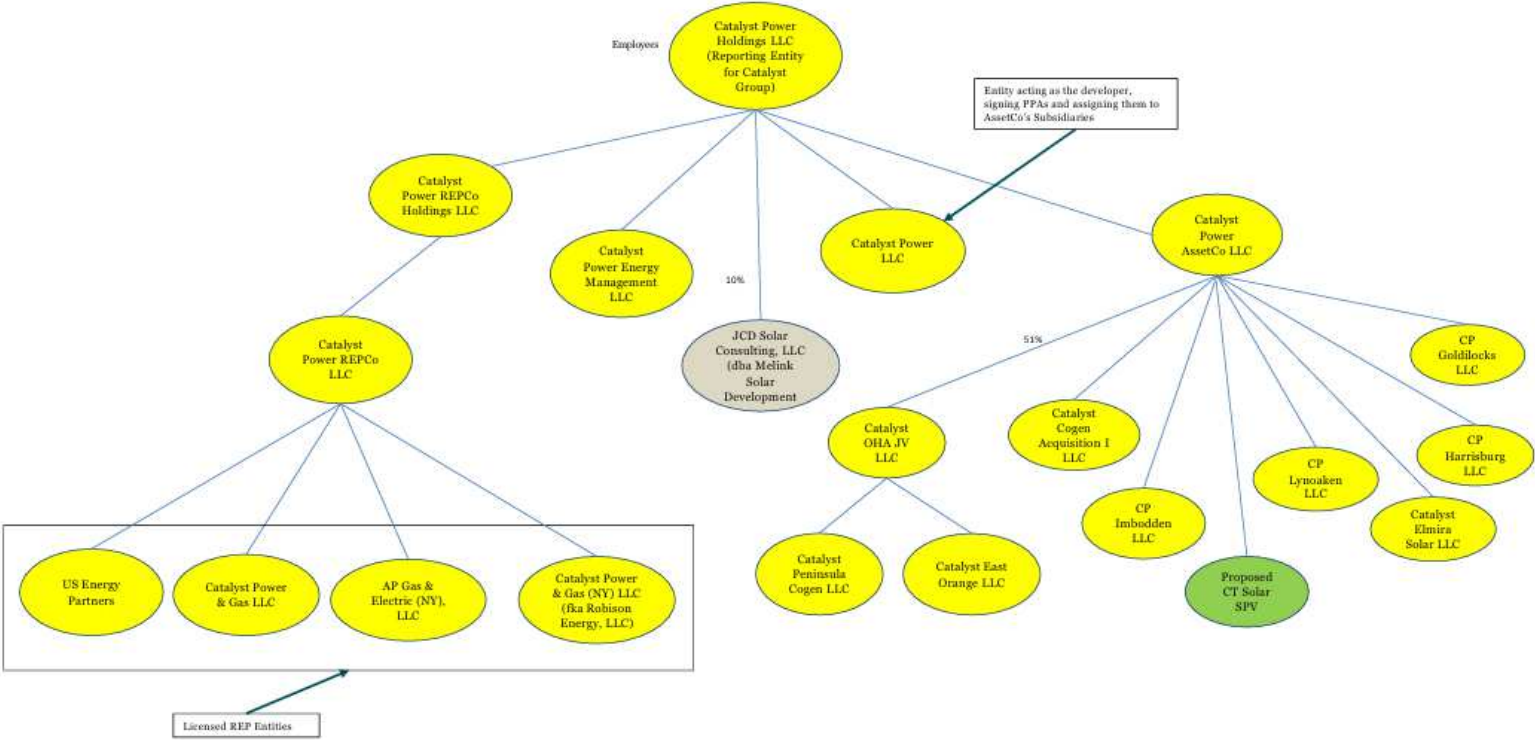 Catalyst Power
Holdings LLC
(Reporting Entity
for Catalyst
Group)
Employees
Entity acting as the developer,
signing PPAs and assigning them to
AssetCo's Subsidiaries
Catalyst
Power REPCo
Holdings LLC
Catalyst
Power Energy
Management
LLC
10%
JCD Solar
Consulting, LLC
(dba Melink
Solar
Development
Catalyst Power
LLC
Catalyst
Power
AssetCo LLC
Catalyst
Power REPCo
LLC
51%
CP
Goldilocks
LLC
Catalyst
OHA JV
LLC
Catalyst
Cogen
Acquisition I
LLC
CP
Imbodden
LLC
CP
Lynoaken
LLC
CP
Harrisburg
LLC
Catalyst
Elmira
Solar LLC
US Energy
Partners
Catalyst Power
& Gas LLC
AP Gas &
Electric (NY),
LLC
Catalyst Power
& Gas (NY) LLC
(fka Robison
Energy, LLC)
Catalyst
Peninsula
Cogen LLC
Catalyst East
Orange LLC
Proposed
CT Solar
SPV
Licensed REP Entities